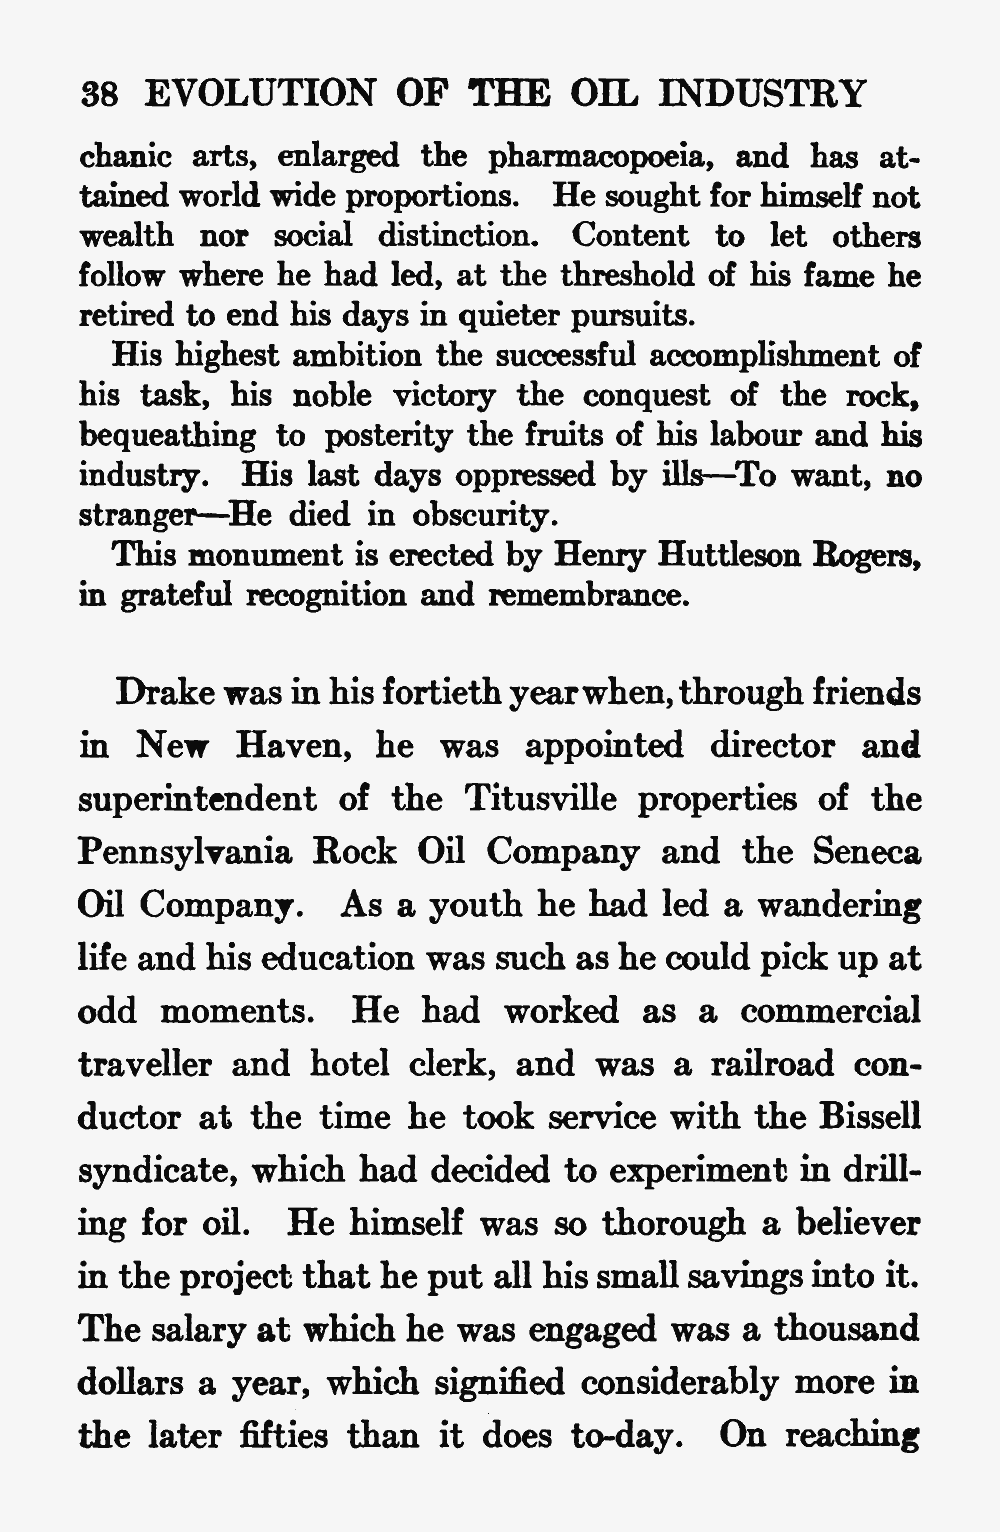 38 EVOLUTION OF THE OIL INDUSTRY
chanic arts, enlarged the pharmacopoeia, and has at-
tained world wide proportions. He sought for himself not
wealth nor social distinction. Content to let others
follow where he had led, at the threshold of his fame he
retired to end his days in quieter pursuits.
His highest ambition the successful accomplishment of
his task, his noble victory the conquest of the rock,
bequeathing to posterity the fruits of his labour and his
industry. His last days oppressed by ills—To want, no
stranger—He died in obscurity.
This monument is erected by Henry Huttleson Rogers,
in grateful recognition and remembrance.
Drake was in his fortieth year when, through friends
in New Haven, he was appointed director and
superintendent of the Titusville properties of the
Pennsylvania Rock Oil Company and the Seneca
Oil Company. As a youth he had led a wandering
life and his education was such as he could pick up at
odd moments. He had worked as a commercial
traveller and hotel clerk, and was a railroad con-
ductor at the time he took service with the Bissell
syndicate, which had decided to experiment in drill-
ing for oil. He himself was so thorough a believer
in the project that he put all his small savings into it.
The salary at which he was engaged was a thousand
dollars a year, which signified considerably more in
the later fifties than it does to-day. On reaching